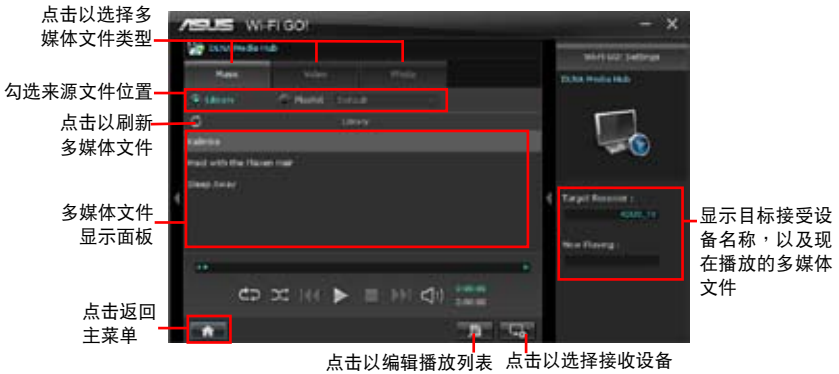 点击以选择多
媒体文件类型
勾选来源文件位置
点击以刷新
多媒体文件
多媒体文件
显示面板
点击返回
主菜单
ASUS Wi-Fi GO!
DLNA Media Hub
Music Video Photo
Library Playlist Default
Library
Kalimba
Maid with the Flaxen Hair
Sleep Away
Wi-Fi GO! Settings
DLNA Media Hub
Target Receiver :
Now Playing :
显示目标接受设
备名称，以及现
在播放的多媒体
文件
点击以编辑播放列表
点击以选择接收设备